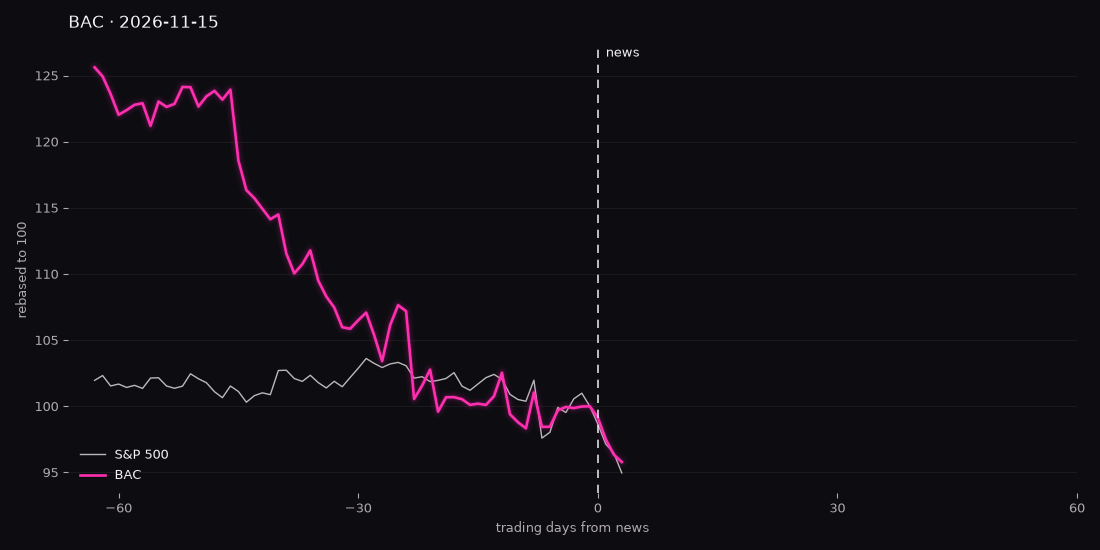 BAC · 2026-11-15
news
125
120
115
110
105
100
95
rebased to 100
S&P 500
BAC
−60
−30
0
30
60
trading days from news